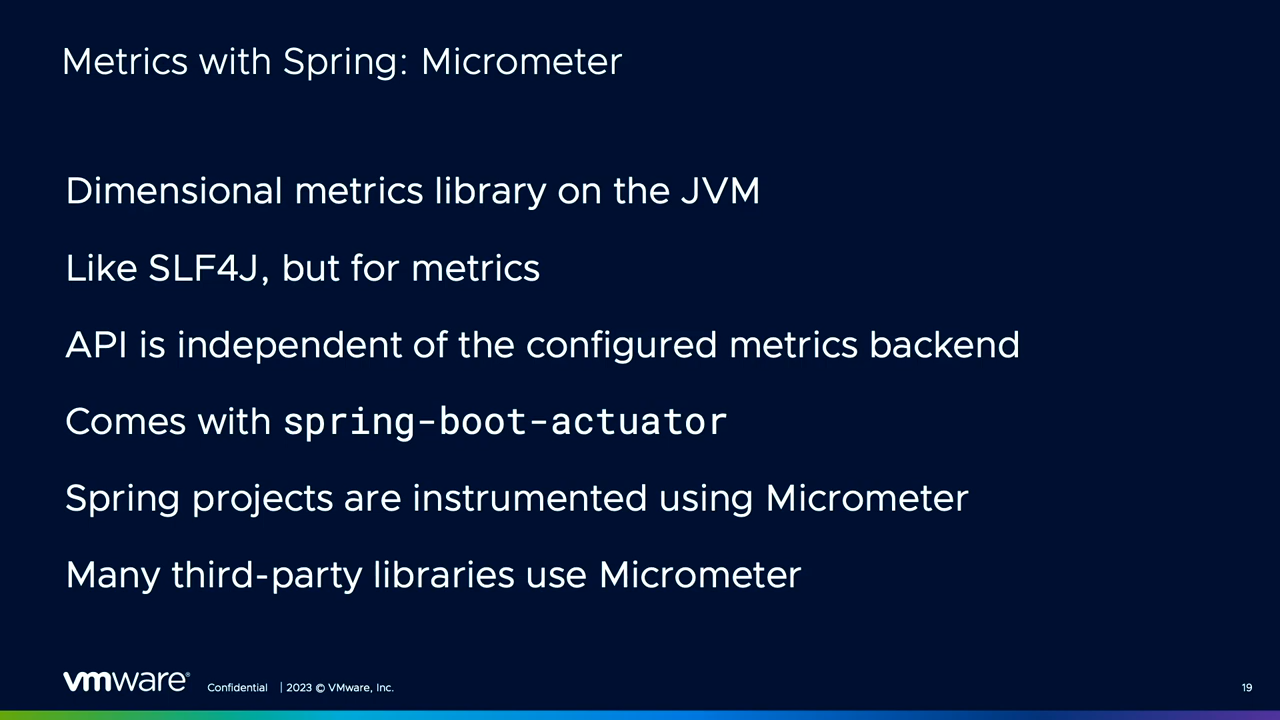 Metrics with Spring: Micrometer
Dimensional metrics library on the JVM
Like SLF4J, but for metrics
API is independent of the configured metrics backend
Comes with spring-boot-actuator
Spring projects are instrumented using Micrometer
Many third-party libraries use Micrometer
vmware® Confidential | 2023 © VMware, Inc. 19